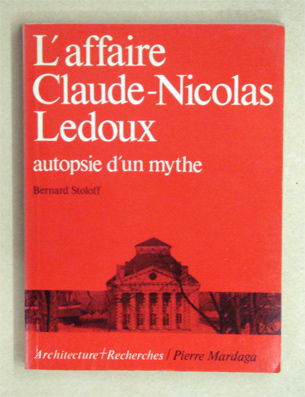 L'affaire
Claude-Nicolas
Ledoux
autopsie d'un mythe
Bernard Stoloff
Architecture+Recherches / Pierre Mardaga